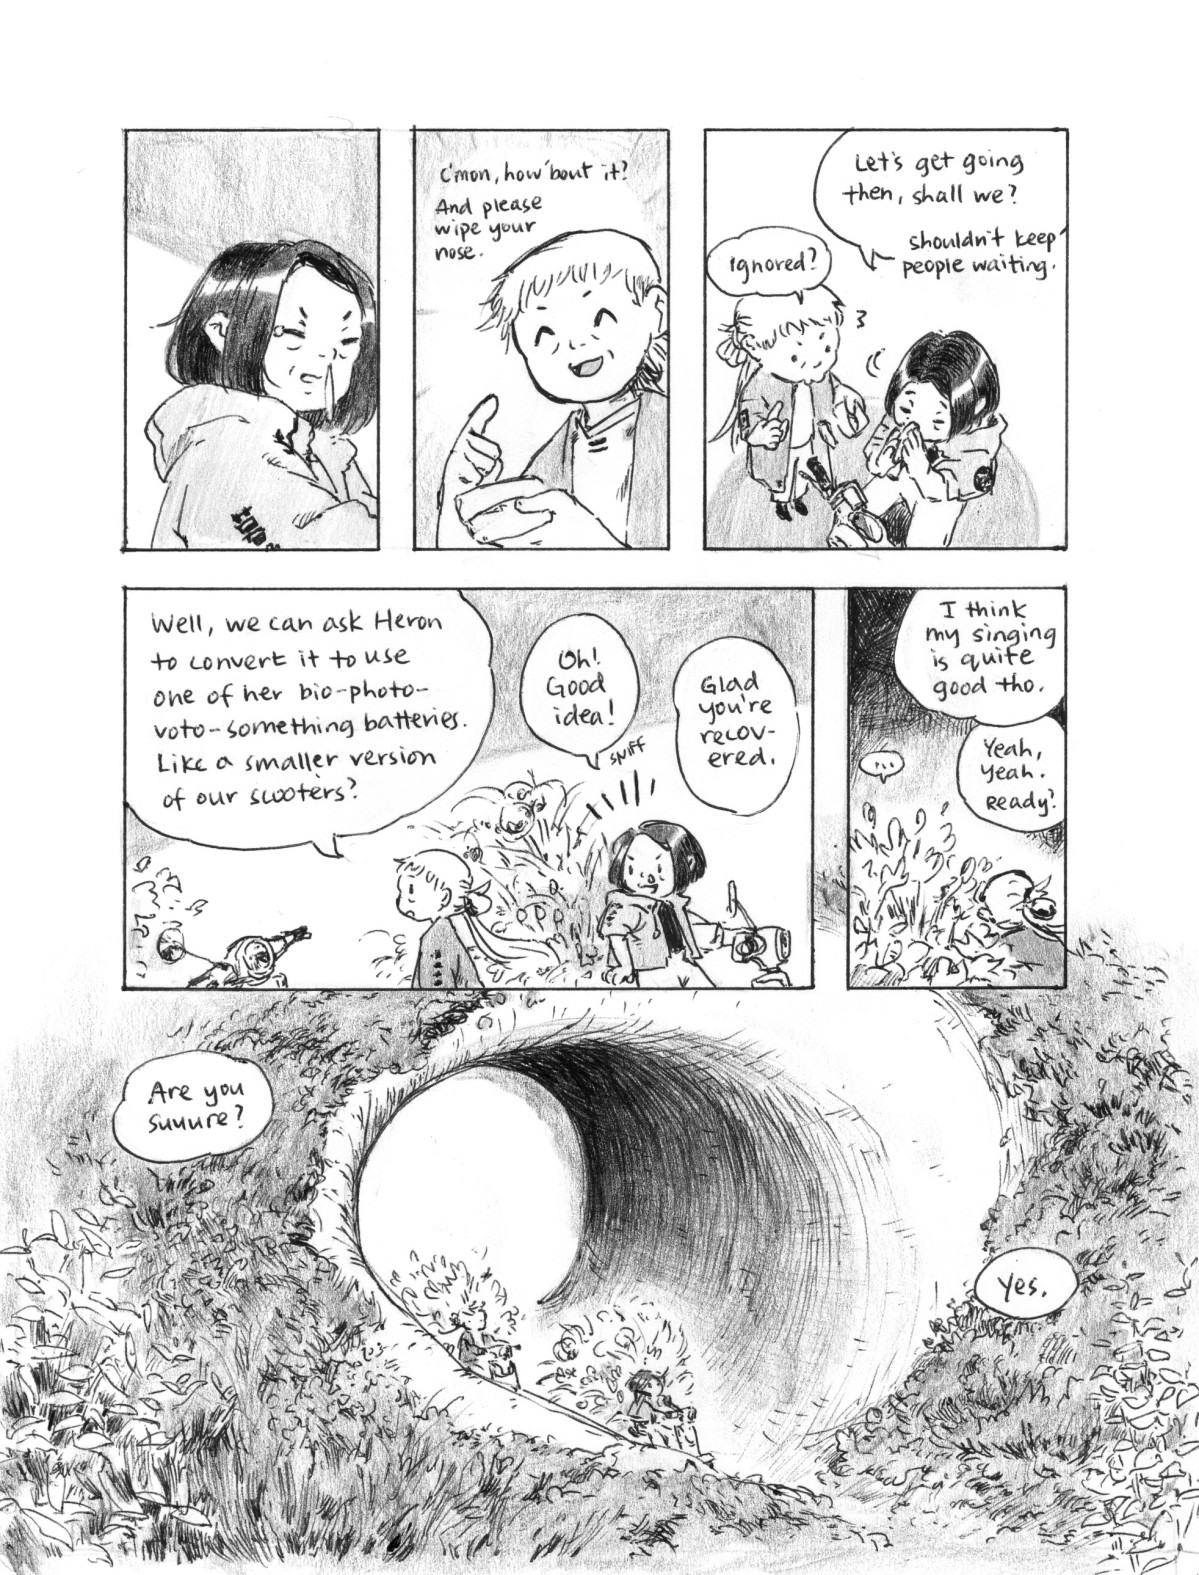 C'mon, how 'bout it?
And please
wipe your
nose.
Let's get going
then, shall we?
shouldn't keep
people waiting.
ignored?
Well, we can ask Heron
to convert it to use
one of her bio-photo-
voto-something batteries.
Like a smaller version
of our scooters?
Oh!
Good
idea!
SNIFF
Glad
you're
recov-
ered.
I think
my singing
is quite
good tho.
...
Yeah,
yeah.
Ready?
Are you
suuure?
Yes.